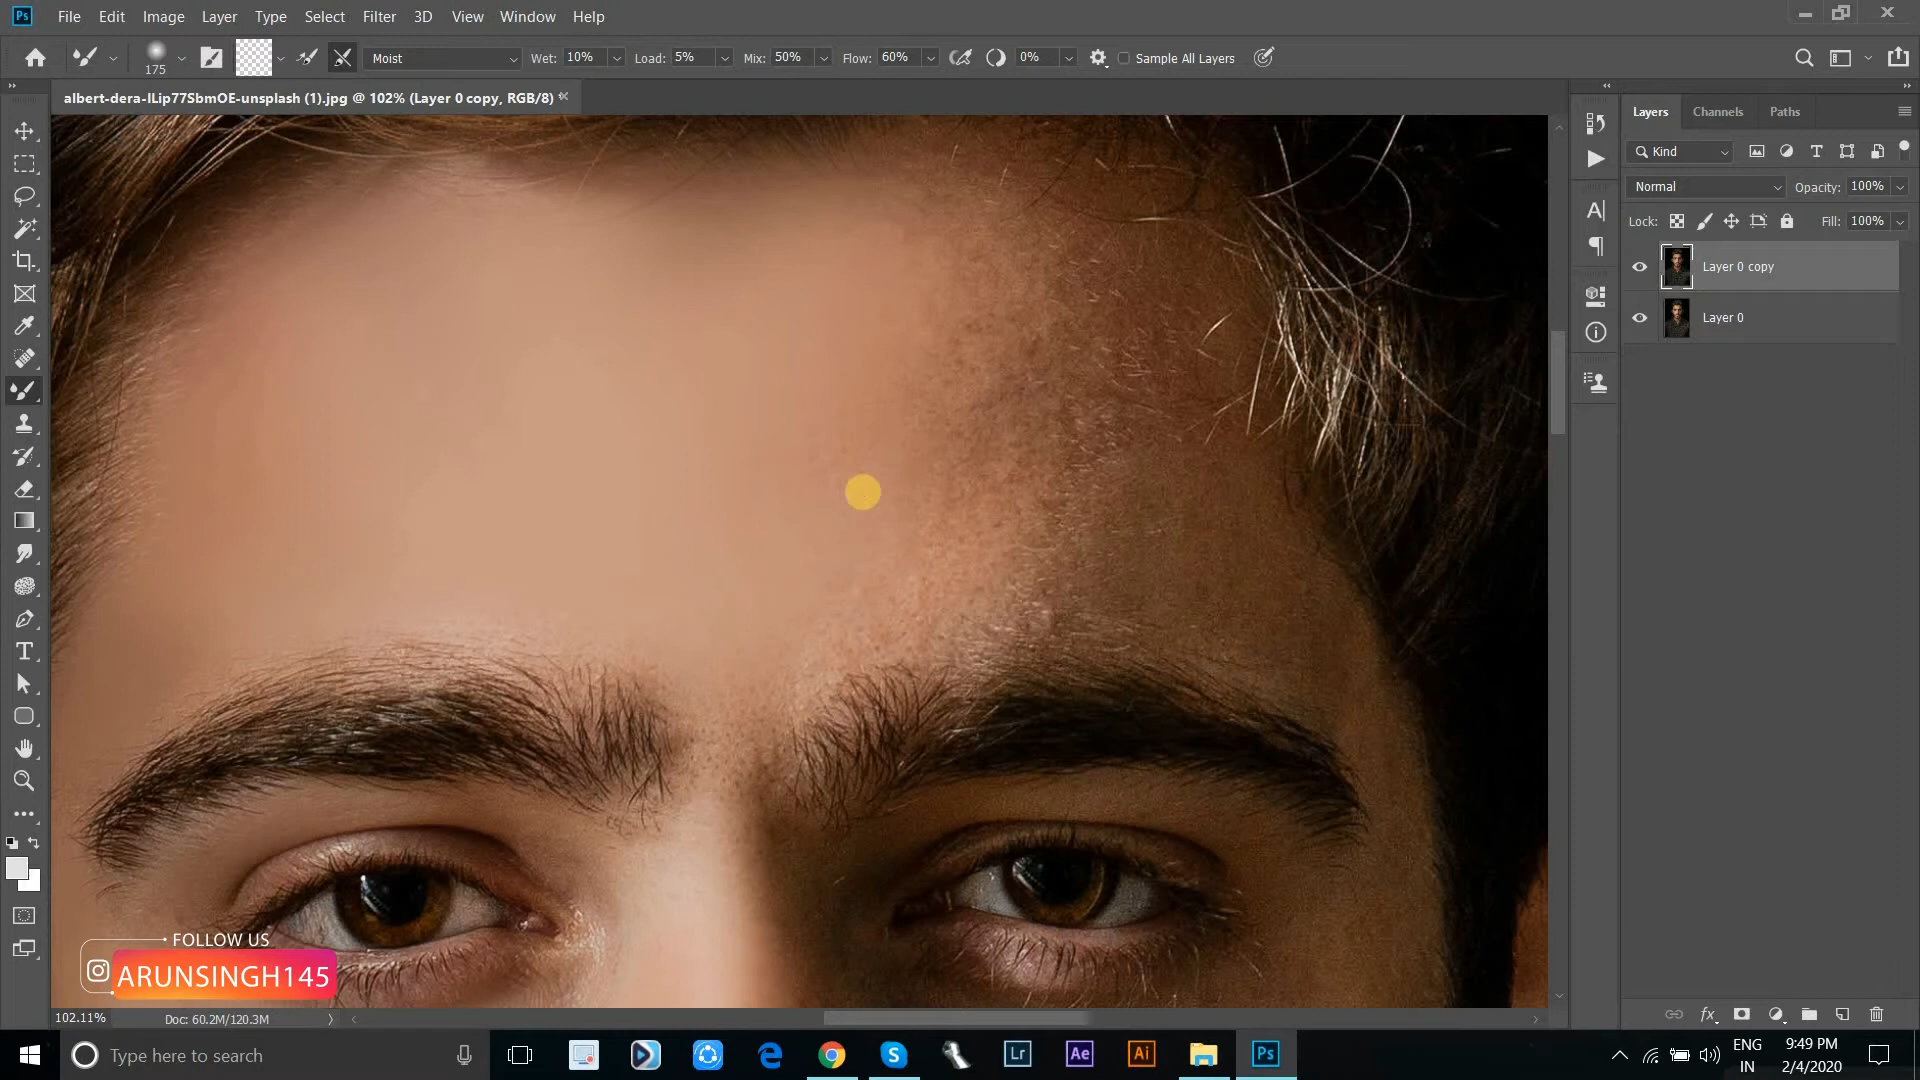 Ps File Edit Image Layer Type Select Filter 3D View Window Help
175 Moist Wet: 10% Load: 5% Mix: 50% Flow: 60% 0% Sample All Layers
albert-dera-ILip77SbmOE-unsplash (1).jpg @ 102% (Layer 0 copy, RGB/8) *
Layers Channels Paths
Kind
Normal Opacity: 100%
Lock: Fill: 100%
Layer 0 copy
Layer 0
FOLLOW US
ARUNSINGH145
102.11% Doc: 60.2M/120.3M
Type here to search
Lr Ae Ai Ps
ENG
IN
9:49 PM
2/4/2020